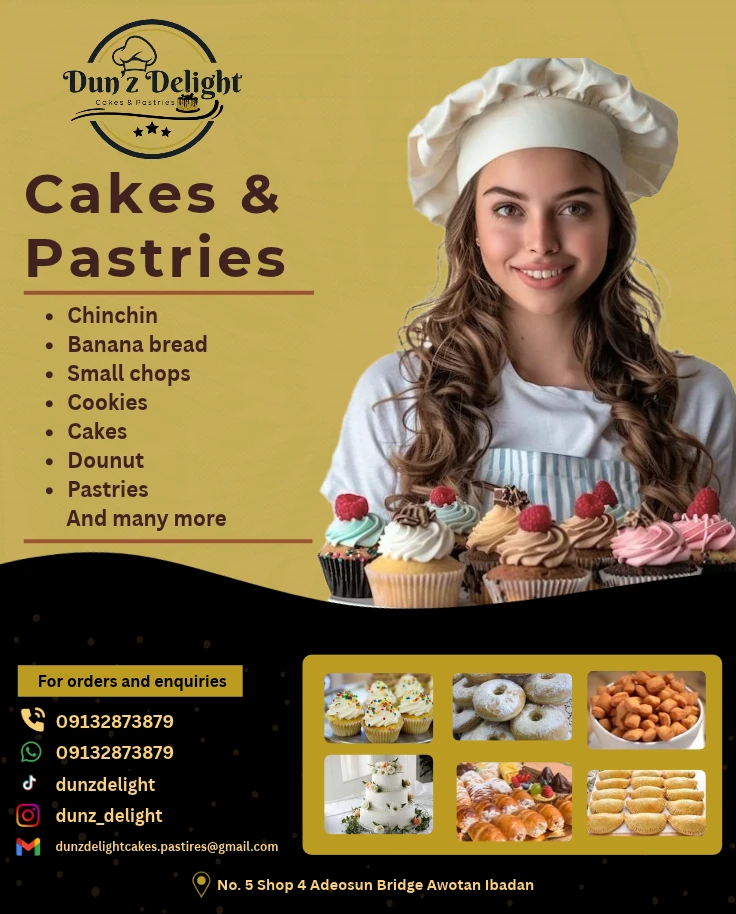 Dun'z Delight
Cakes & Pastries
Cakes &
Pastries
• Chinchin
• Banana bread
• Small chops
• Cookies
• Cakes
• Dounut
• Pastries
And many more
For orders and enquiries
09132873879
09132873879
dunzdelight
dunz_delight
dunzdelightcakes.pastires@gmail.com
No. 5 Shop 4 Adeosun Bridge Awotan Ibadan